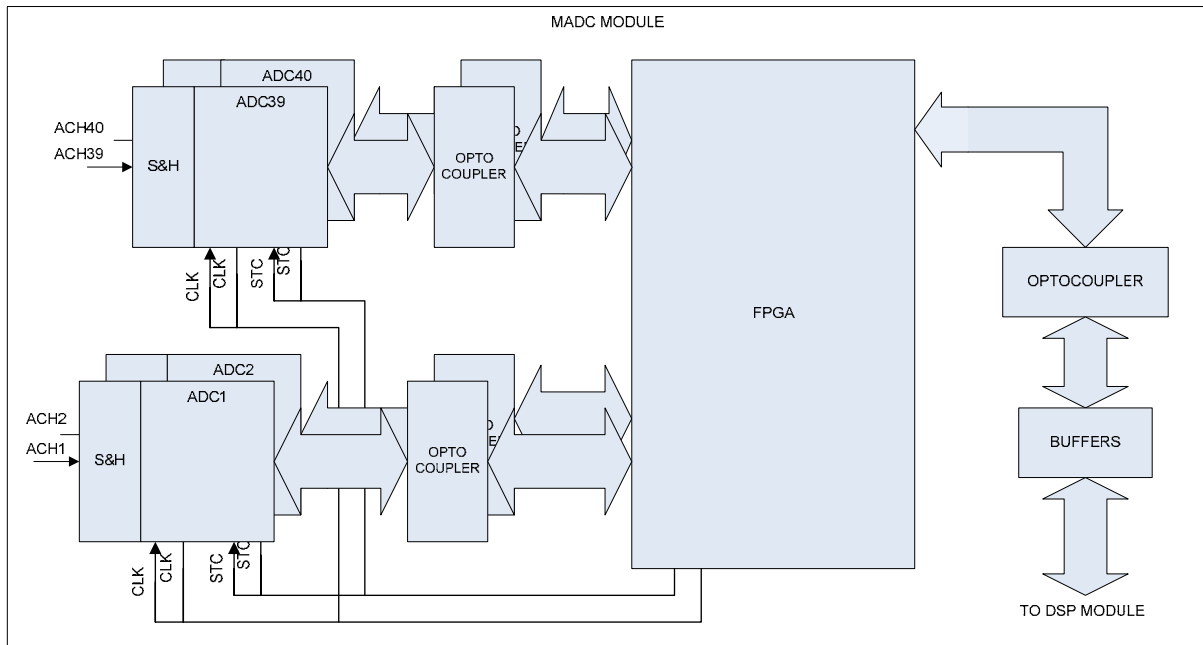 MADC MODULE
ADC40
ADC39
ACH40
ACH39
S&H
OPTO
COUPLER
CLK
CLK
STC
STC
FPGA
OPTOCOUPLER
BUFFERS
TO DSP MODULE
ADC2
ADC1
ACH2
ACH1
S&H
OPTO
COUPLER
CLK
CLK
STC
STC